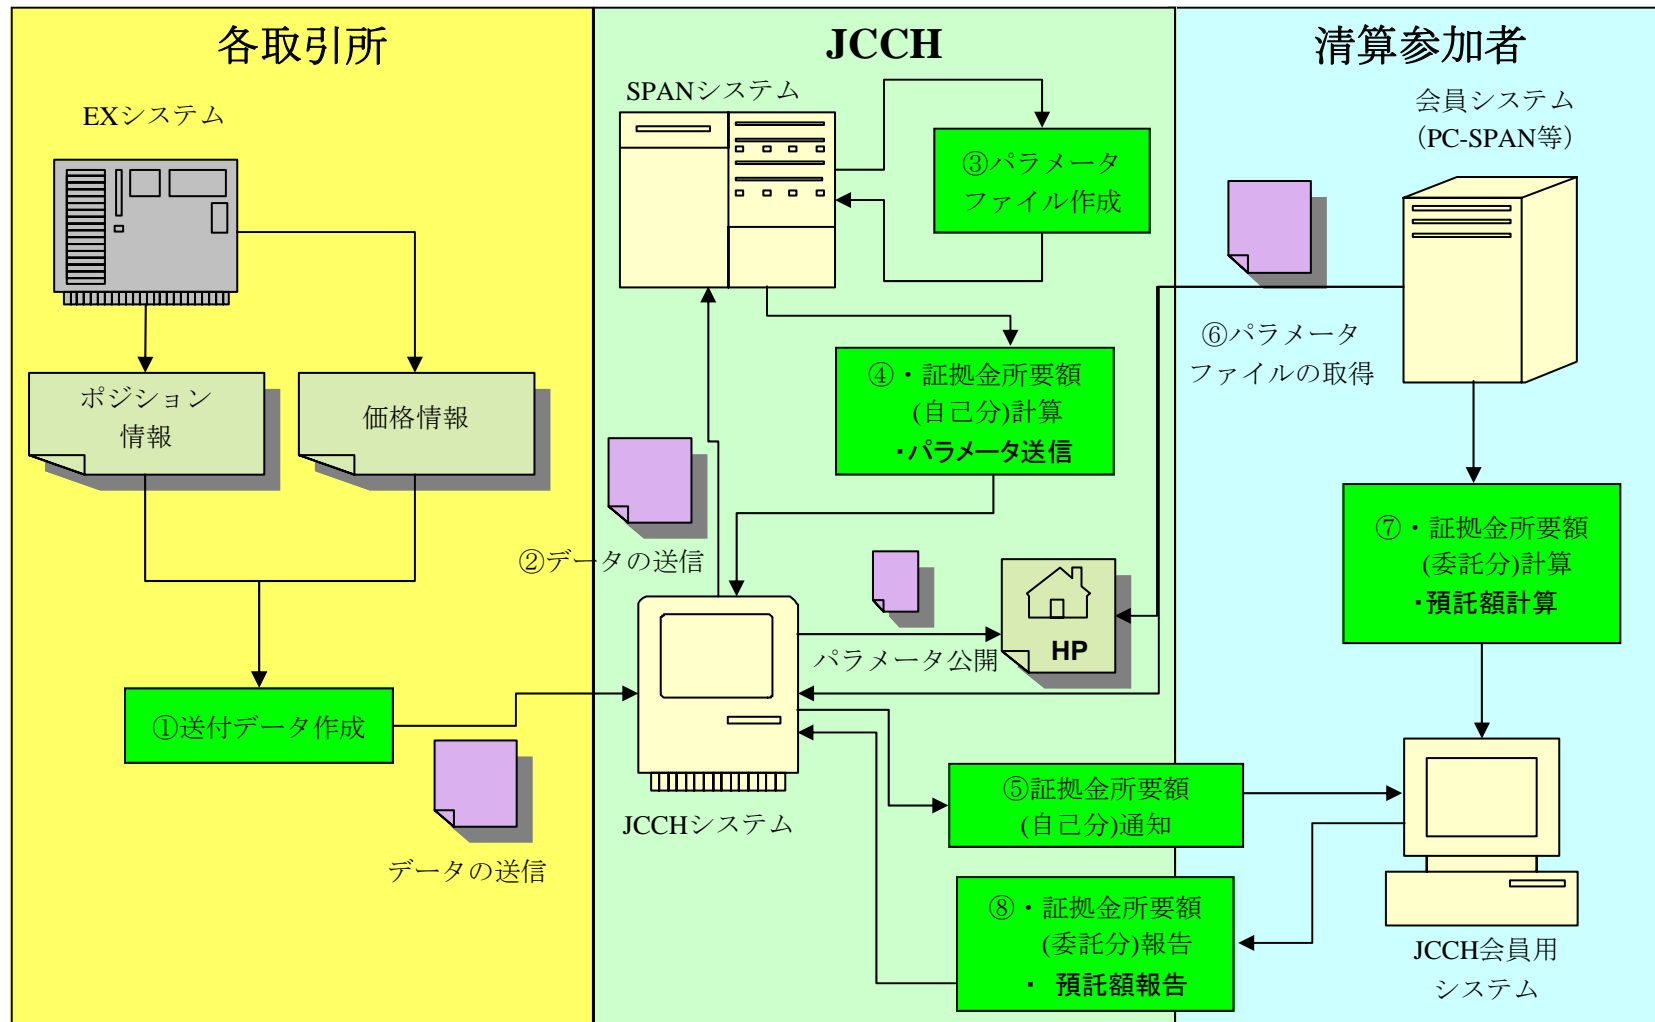 各取引所
EXシステム
ポジション
情報
価格情報
①送付データ作成
データの送信
JCCH
SPANシステム
③パラメータ
ファイル作成
④・証拠金所要額
(自己分)計算
・パラメータ送信
②データの送信
パラメータ公開
HP
JCCHシステム
⑤証拠金所要額
(自己分)通知
⑧・証拠金所要額
(委託分)報告
・ 預託額報告
清算参加者
会員システム
（PC-SPAN等）
⑥パラメータ
ファイルの取得
⑦・証拠金所要額
(委託分)計算
・預託額計算
JCCH会員用
システム